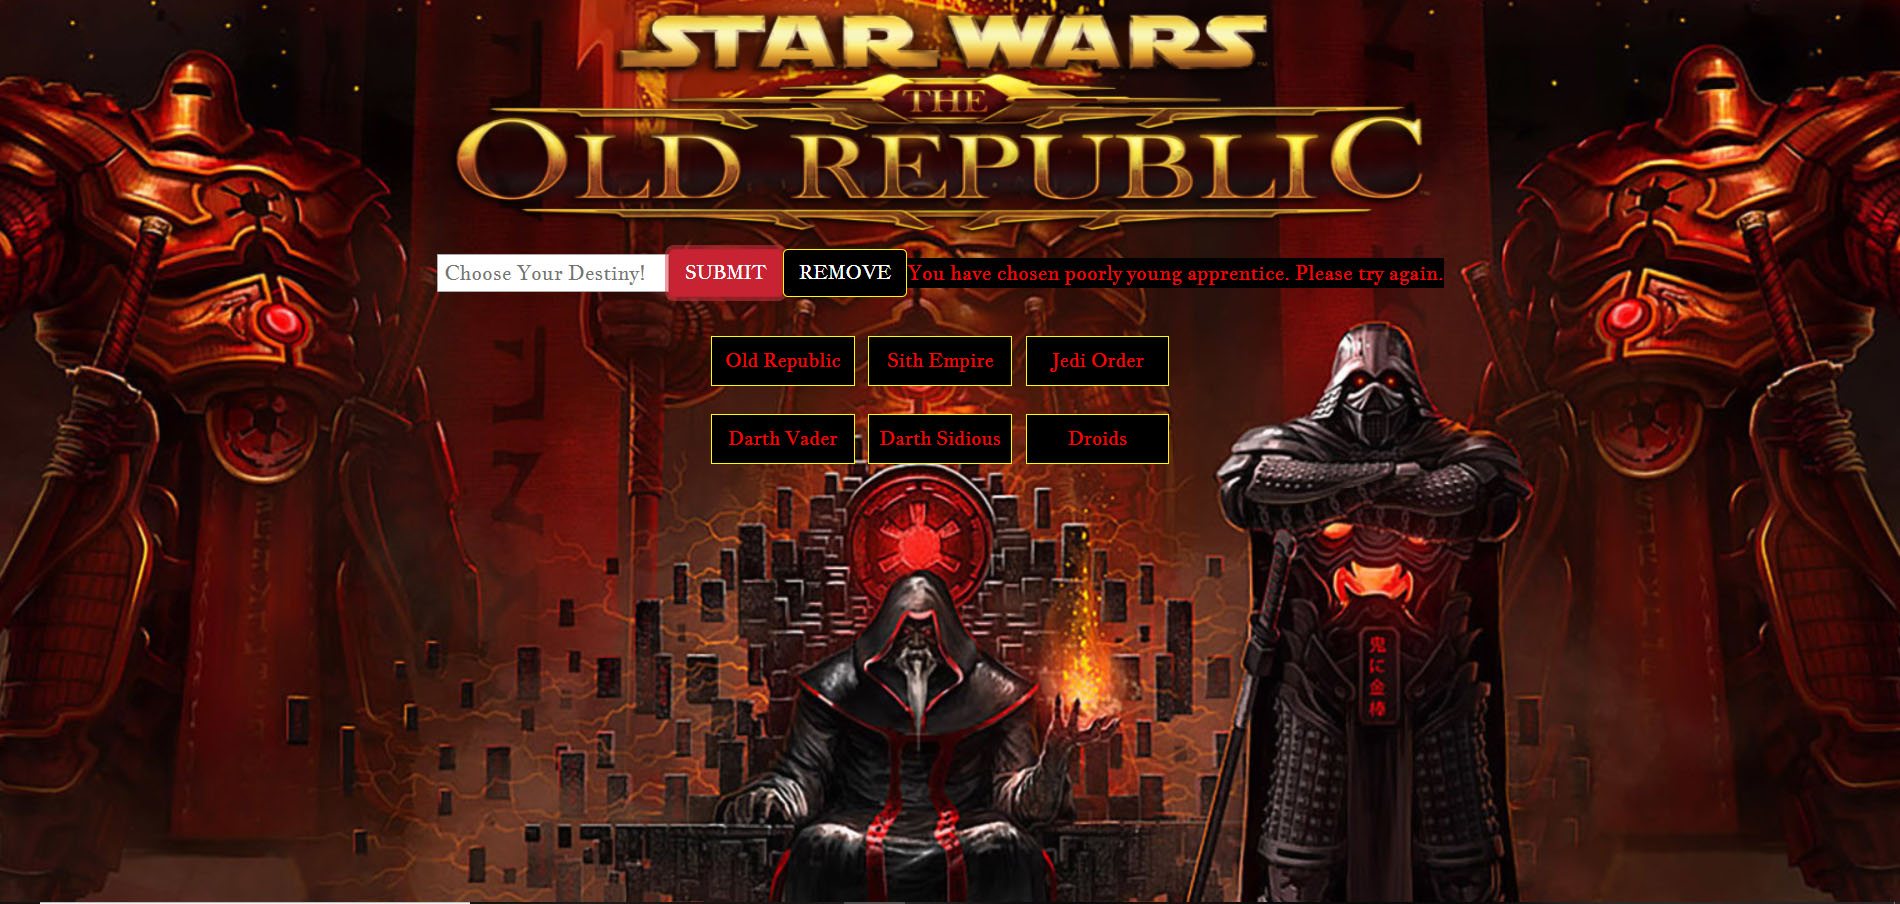 STAR WARS
THE
OLD REPUBLIC
Choose Your Destiny! SUBMIT REMOVE You have chosen poorly young apprentice. Please try again.
Old Republic Sith Empire Jedi Order
Darth Vader Darth Sidious Droids
鬼
に
金
棒